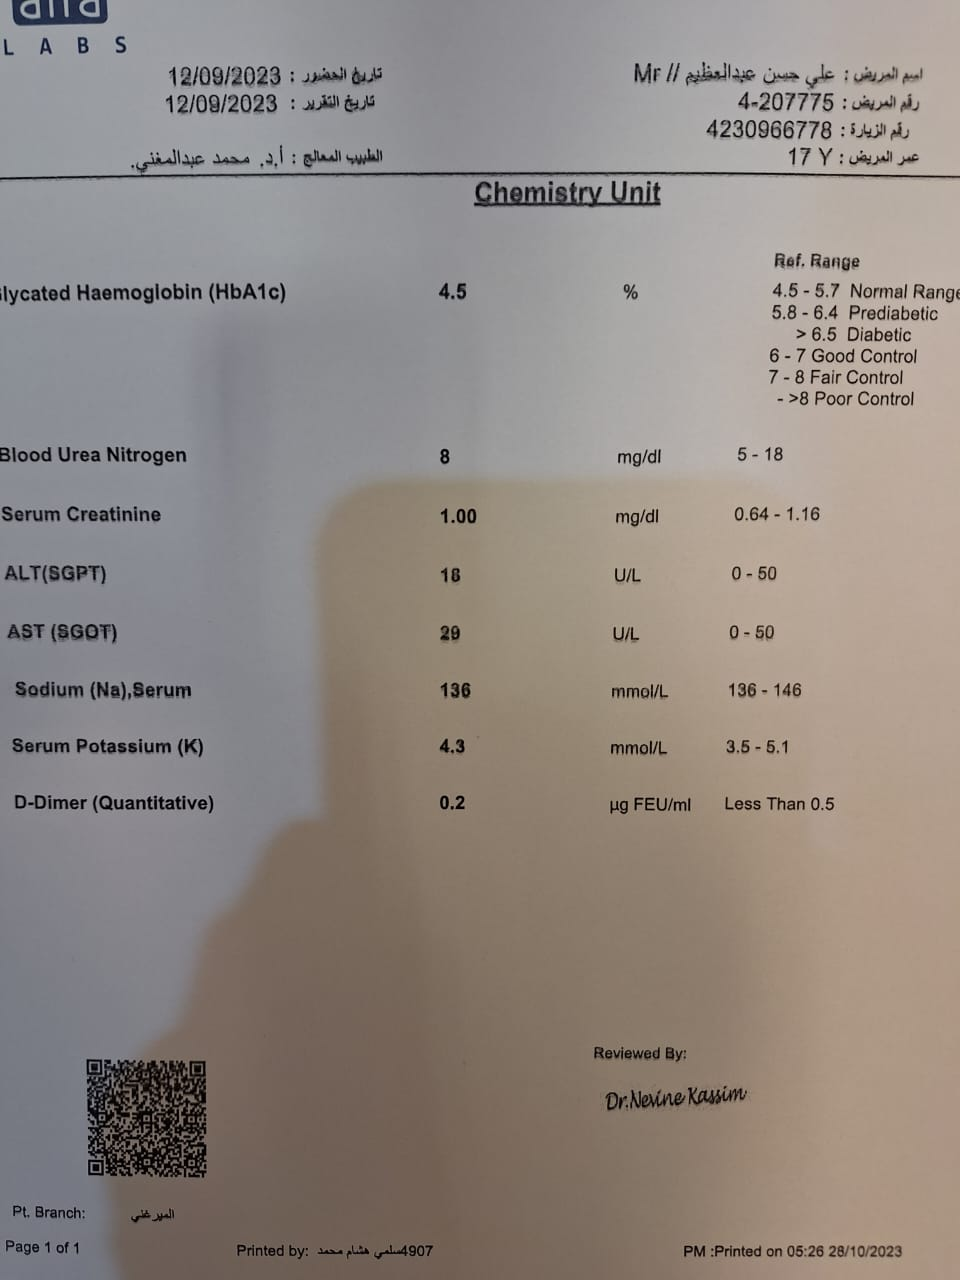 LABS
اسم المريض : علي حسن عبدالعظيم // Mr
تاريخ الحضور : 12/09/2023
رقم المريض : 4-207775
تاريخ التقرير : 12/09/2023
رقم الزيارة : 4230966778
عمر المريض : 17 Y
الطبيب المعالج : أ.د. محمد عبدالمغني.
Chemistry Unit
Ref. Range
lycated Haemoglobin (HbA1c) 4.5 % 4.5 - 5.7 Normal Range
5.8 - 6.4 Prediabetic
> 6.5 Diabetic
6 - 7 Good Control
7 - 8 Fair Control
- >8 Poor Control
Blood Urea Nitrogen 8 mg/dl 5 - 18
Serum Creatinine 1.00 mg/dl 0.64 - 1.16
ALT(SGPT) 18 U/L 0 - 50
AST (SGOT) 29 U/L 0 - 50
Sodium (Na),Serum 136 mmol/L 136 - 146
Serum Potassium (K) 4.3 mmol/L 3.5 - 5.1
D-Dimer (Quantitative) 0.2 µg FEU/ml Less Than 0.5
Reviewed By:
Dr.Nevine Kassim
Pt. Branch: الميرغني
Page 1 of 1 Printed by: سلمي هشام محمد4907 PM :Printed on 05:26 28/10/2023